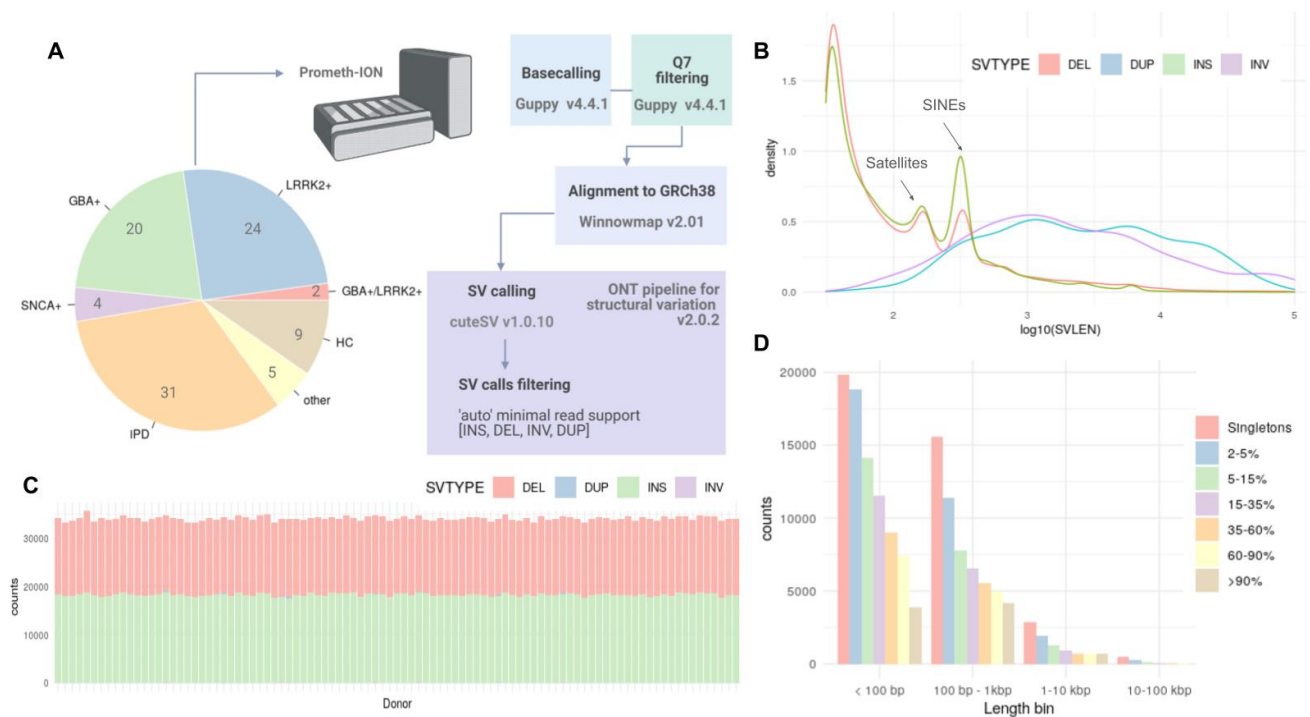 A
Prometh-ION
Basecalling
Guppy v4.4.1
Q7
filtering
Guppy v4.4.1
Alignment to GRCh38
Winnowmap v2.01
SV calling
cuteSV v1.0.10
ONT pipeline for
structural variation
v2.0.2
SV calls filtering
'auto' minimal read support
[INS, DEL, INV, DUP]
LRRK2+
GBA+
20
24
GBA+/LRRK2+
2
SNCA+
4
HC
9
5
other
31
IPD
B
SVTYPE DEL DUP INS INV
SINEs
Satellites
density
1.5
1.0
0.5
0.0
2 3 4 5
log10(SVLEN)
C
SVTYPE DEL DUP INS INV
counts
30000
20000
10000
0
Donor
D
counts
20000
15000
10000
5000
0
< 100 bp 100 bp - 1kbp 1-10 kbp 10-100 kbp
Length bin
Singletons
2-5%
5-15%
15-35%
35-60%
60-90%
>90%